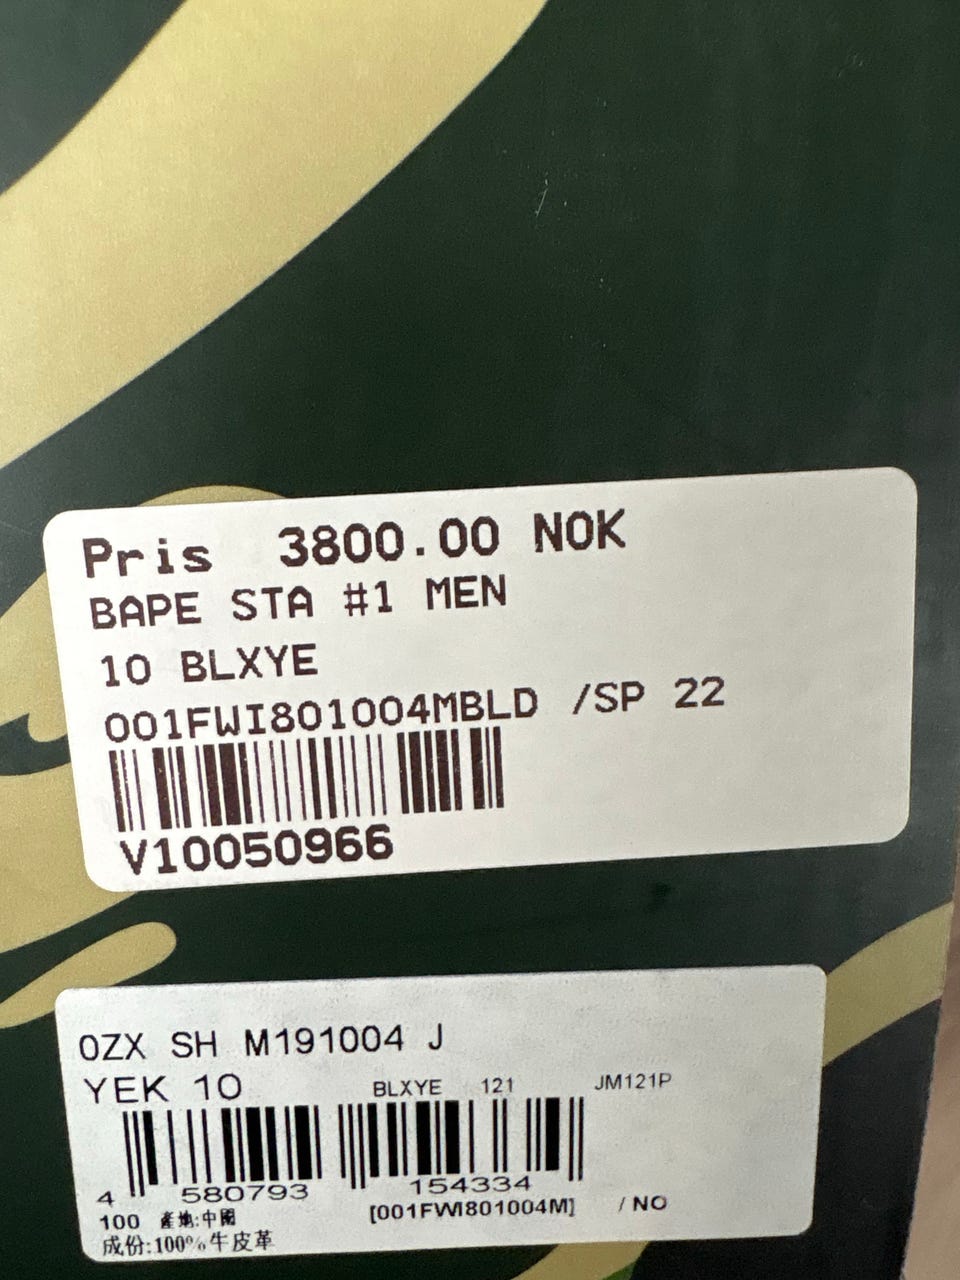 Pris 3800.00 NOK
BAPE STA #1 MEN
10 BLXYE
001FWI801004MBLD /SP 22
V10050966
0ZX SH M191004 J
YEK 10 BLXYE 121 JM121P
4 580793 154334
100 產地:中國 [001FWI801004M] / NO
成份:100%牛皮革